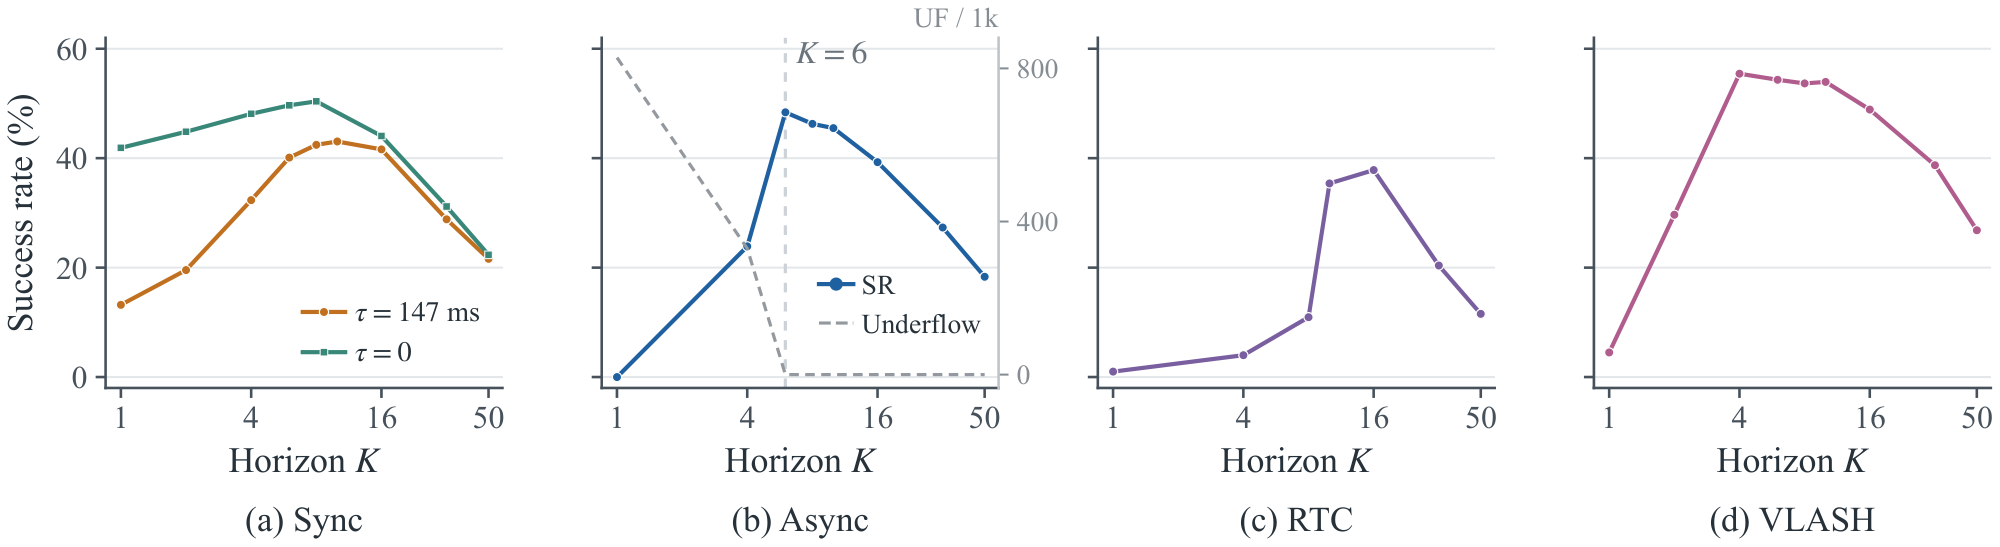 Success rate (%)
60
40
20
0
τ = 147 ms
τ = 0
1 4 16 50
Horizon K
(a) Sync
UF / 1k
K = 6
800
400
0
SR
Underflow
1 4 16 50
Horizon K
(b) Async
1 4 16 50
Horizon K
(c) RTC
1 4 16 50
Horizon K
(d) VLASH